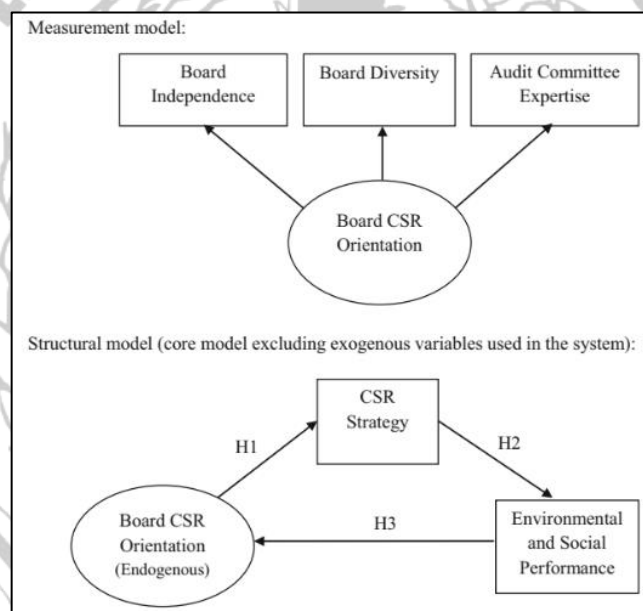 Measurement model:
Board
Independence
Board Diversity
Audit Committee
Expertise
Board CSR
Orientation
Structural model (core model excluding exogenous variables used in the system):
CSR
Strategy
H1
H2
Board CSR
Orientation
(Endogenous)
H3
Environmental
and Social
Performance